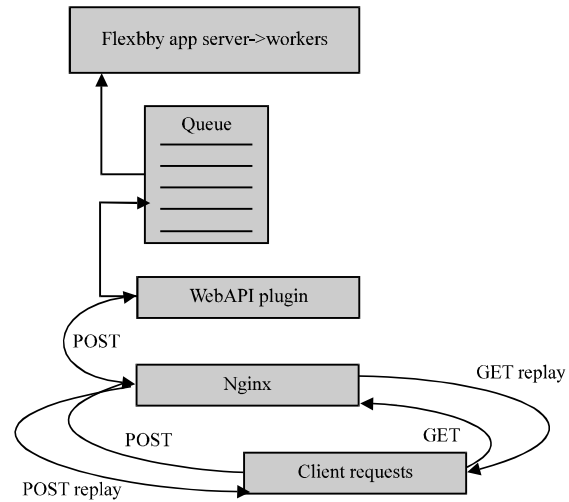 Flexbby app server->workers
Queue
WebAPI plugin
POST
Nginx
GET replay
GET
POST
Client requests
POST replay